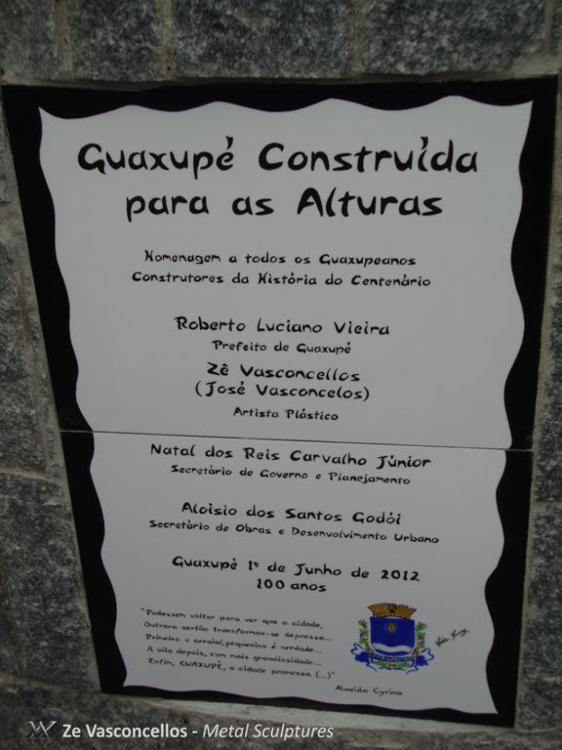 Guaxupé Construída
para as Alturas
Homenagem a todos os Guaxupeanos
Construtores da História do Centenário
Roberto Luciano Vieira
Prefeito de Guaxupé
Zé Vasconcellos
(José Vasconcelos)
Artista Plástico
Natal dos Reis Carvalho Júnior
Secretário de Governo e Planejamento
Aloisio dos Santos Godói
Secretário de Obras e Desenvolvimento Urbano
Guaxupé 1º de Junho de 2012
100 anos
"Pudessem voltar para ver que a cidade,
Outrora sertão transformar-se depressa...
Primeiro o arraial, pequenino é verdade...
A vila depois, com mais grandiosidade...
Enfim, GUAXUPÉ, a cidade promessa (...)"
Almeida Cyrino
Ze Vasconcellos - Metal Sculptures